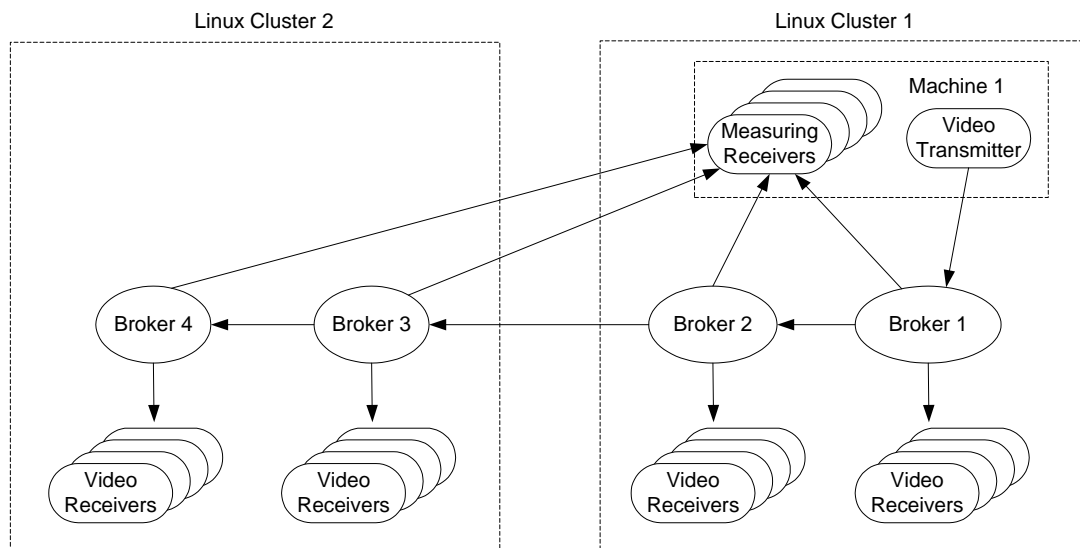 Linux Cluster 2
Linux Cluster 1
Machine 1
Measuring
Receivers
Video
Transmitter
Broker 4
Broker 3
Broker 2
Broker 1
Video
Receivers
Video
Receivers
Video
Receivers
Video
Receivers